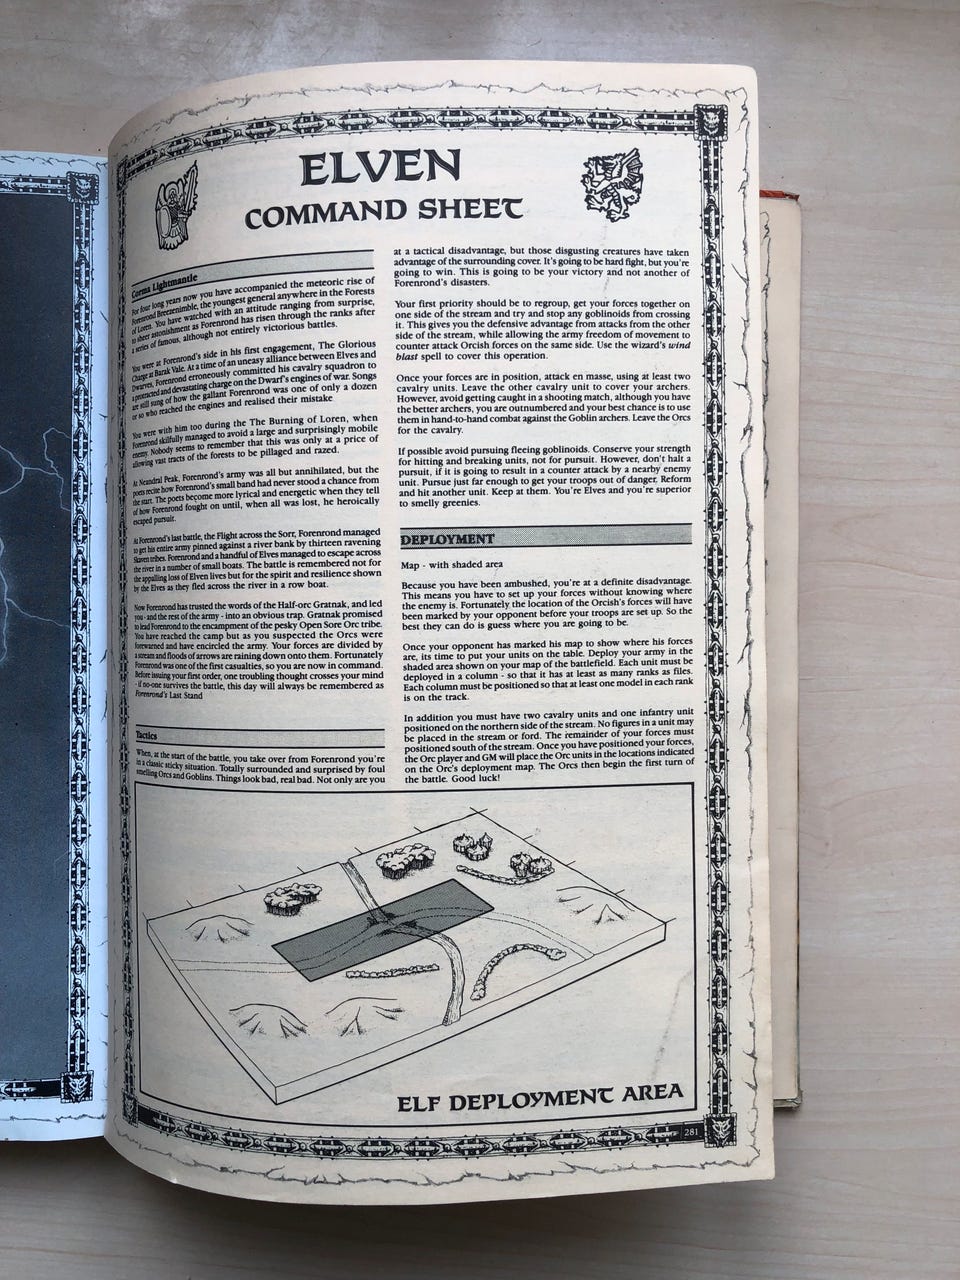 ELVEN
COMMAND SHEET
Corma Lightmantle
For four long years now you have accompanied the meteoric rise of
Forenrond Breezenimble, the youngest general anywhere in the Forests
of Loren. You have watched with an attitude ranging from surprise,
to sheer astonishment as Forenrond has risen through the ranks after
a series of famous, although not entirely victorious battles.
You were at Forenrond's side in his first engagement, The Glorious
Charge at Barak Vale. At a time of an uneasy alliance between Elves and
Dwarves, Forenrond erroneously committed his cavalry squadron to
a protracted and devastating charge on the Dwarf's engines of war. Songs
are still sung of how the gallant Forenrond was one of only a dozen
or so who reached the engines and realised their mistake
You were with him too during the The Burning of Loren, when
Forenrond skilfully managed to avoid a large and surprisingly mobile
enemy. Nobody seems to remember that this was only at a price of
allowing vast tracts of the forests to be pillaged and razed.
At Neandral Peak, Forenrond's army was all but annihilated, but the
poets recite how Forenrond's small band had never stood a chance from
the start. The poets become more lyrical and energetic when they tell
of how Forenrond fought on until, when all was lost, he heroically
escaped pursuit.
At Forenrond's last battle, the Flight across the Sorr, Forenrond managed
to get his entire army pinned against a river bank by thirteen ravening
Skaven tribes. Forenrond and a handful of Elves managed to escape across
the river in a number of small boats. The battle is remembered not for
the appalling loss of Elven lives but for the spirit and resilience shown
by the Elves as they fled across the river in a row boat.
Now Forenrond has trusted the words of the Half-orc Gratnak, and led
you - and the rest of the army - into an obvious trap. Gratnak promised
to lead Forenrond to the encampment of the pesky Open Sore Orc tribe.
You have reached the camp but as you suspected the Orcs were
forewarned and have encircled the army. Your forces are divided by
a stream and floods of arrows are raining down onto them. Fortunately
Forenrond was one of the first casualties, so you are now in command.
Before issuing your first order, one troubling thought crosses your mind
- if no-one survives the battle, this day will always be remembered as
Forenrond's Last Stand
Tactics
When, at the start of the battle, you take over from Forenrond you're
in a classic sticky situation. Totally surrounded and surprised by foul
smelling Orcs and Goblins. Things look bad, real bad. Not only are you
at a tactical disadvantage, but those disgusting creatures have taken
advantage of the surrounding cover. It's going to be hard fight, but you're
going to win. This is going to be your victory and not another of
Forenrond's disasters.
Your first priority should be to regroup, get your forces together on
one side of the stream and try and stop any goblinoids from crossing
it. This gives you the defensive advantage from attacks from the other
side of the stream, while allowing the army freedom of movement to
counter attack Orcish forces on the same side. Use the wizard's wind
blast spell to cover this operation.
Once your forces are in position, attack en masse, using at least two
cavalry units. Leave the other cavalry unit to cover your archers.
However, avoid getting caught in a shooting match, although you have
the better archers, you are outnumbered and your best chance is to use
them in hand-to-hand combat against the Goblin archers. Leave the Orcs
for the cavalry.
If possible avoid pursuing fleeing goblinoids. Conserve your strength
for hitting and breaking units, not for pursuit. However, don't halt a
pursuit, if it is going to result in a counter attack by a nearby enemy
unit. Pursue just far enough to get your troops out of danger. Reform
and hit another unit. Keep at them. You're Elves and you're superior
to smelly greenies.
DEPLOYMENT
Map - with shaded area
Because you have been ambushed, you're at a definite disadvantage.
This means you have to set up your forces without knowing where
the enemy is. Fortunately the location of the Orcish's forces will have
been marked by your opponent before your troops are set up. So the
best they can do is guess where you are going to be.
Once your opponent has marked his map to show where his forces
are, its time to put your units on the table. Deploy your army in the
shaded area shown on your map of the battlefield. Each unit must be
deployed in a column - so that it has at least as many ranks as files.
Each column must be positioned so that at least one model in each rank
is on the track.
In addition you must have two cavalry units and one infantry unit
positioned on the northern side of the stream. No figures in a unit may
be placed in the stream or ford. The remainder of your forces must
positioned south of the stream. Once you have positioned your forces,
the Orc player and GM will place the Orc units in the locations indicated
on the Orc's deployment map. The Orcs then begin the first turn of
the battle. Good luck!
ELF DEPLOYMENT AREA
281